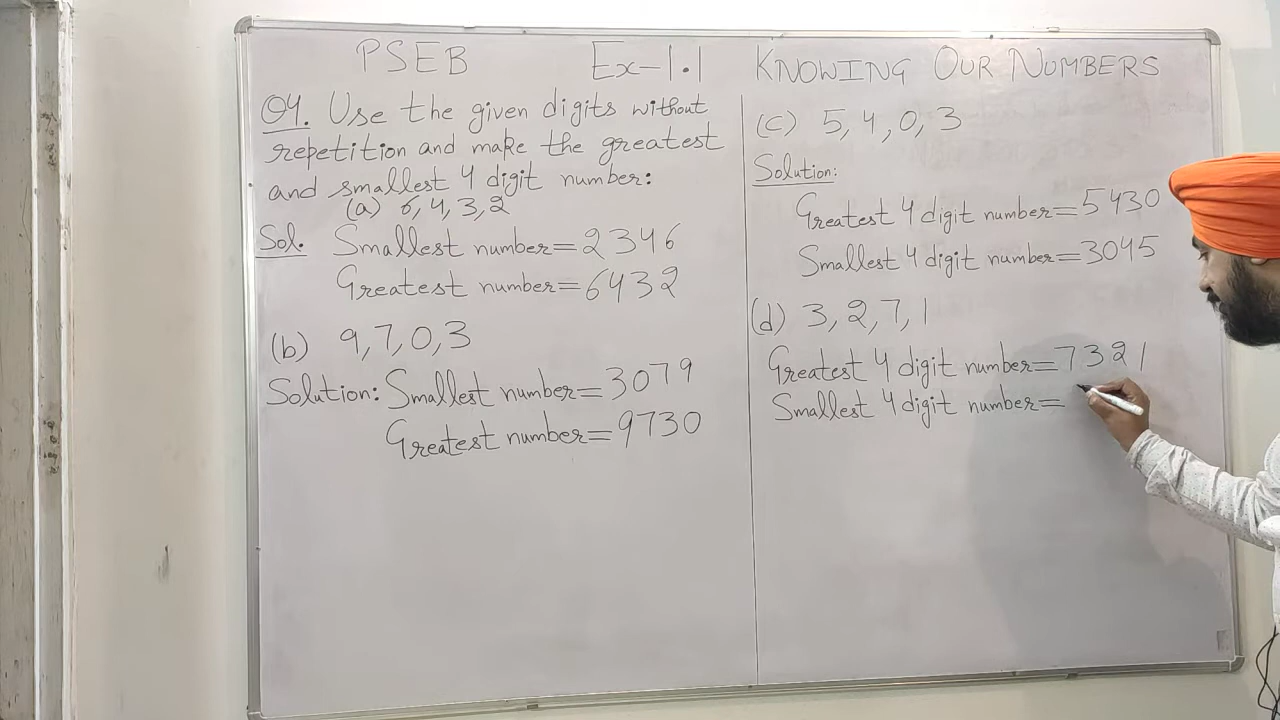 PSEB Ex-1.1 KNOWING OUR NUMBERS
Q4. Use the given digits without
repetition and make the greatest
and smallest 4 digit number:
(a) 6, 4, 3, 2
Sol. Smallest number=2346
Greatest number=6432
(b) 9, 7, 0, 3
Solution: Smallest number=3079
Greatest number=9730
(c) 5, 4, 0, 3
Solution:
Greatest 4 digit number=5430
Smallest 4 digit number=3045
(d) 3, 2, 7, 1
Greatest 4 digit number=7321
Smallest 4 digit number=